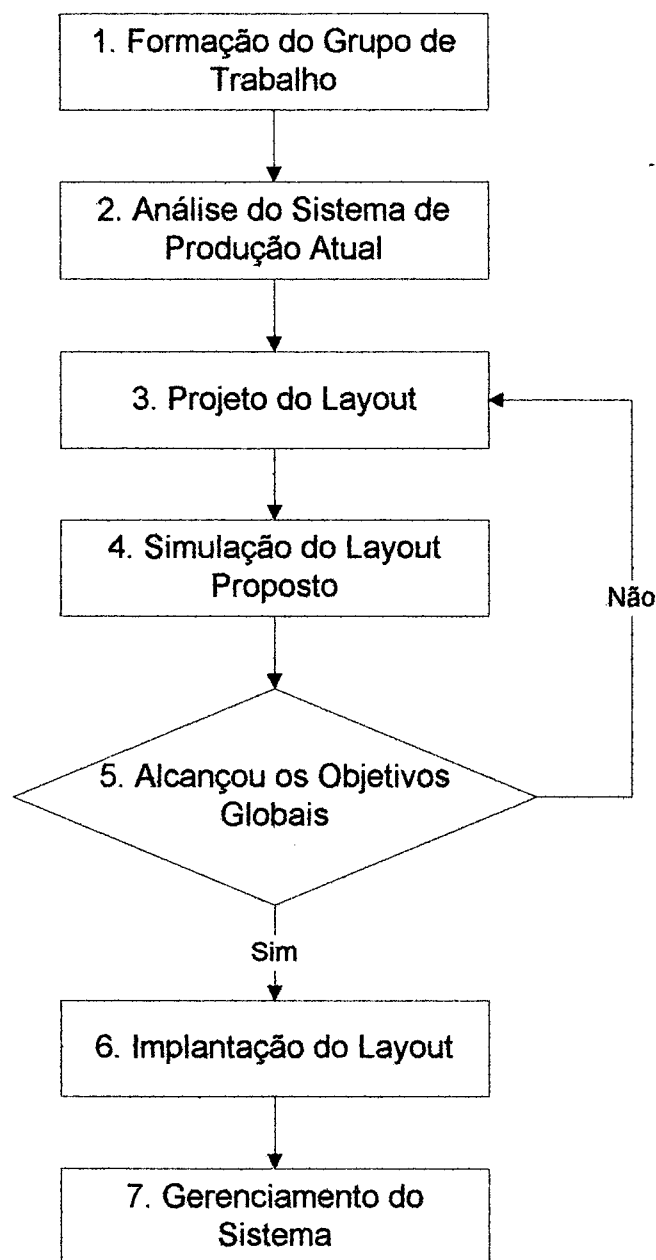 1. Formação do Grupo de
Trabalho
2. Análise do Sistema de
Produção Atual
3. Projeto do Layout
4. Simulação do Layout
Proposto
Não
5. Alcançou os Objetivos
Globais
Sim
6. Implantação do Layout
7. Gerenciamento do
Sistema